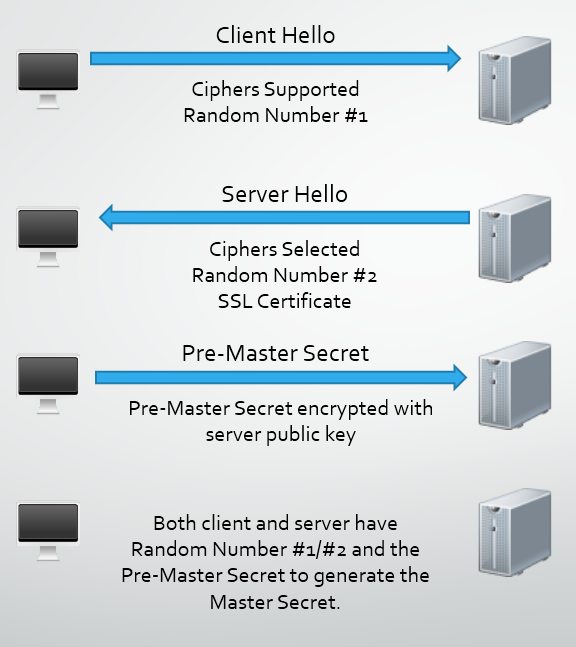 Client Hello
Ciphers Supported
Random Number #1
Server Hello
Ciphers Selected
Random Number #2
SSL Certificate
Pre-Master Secret
Pre-Master Secret encrypted with
server public key
Both client and server have
Random Number #1/#2 and the
Pre-Master Secret to generate the
Master Secret.